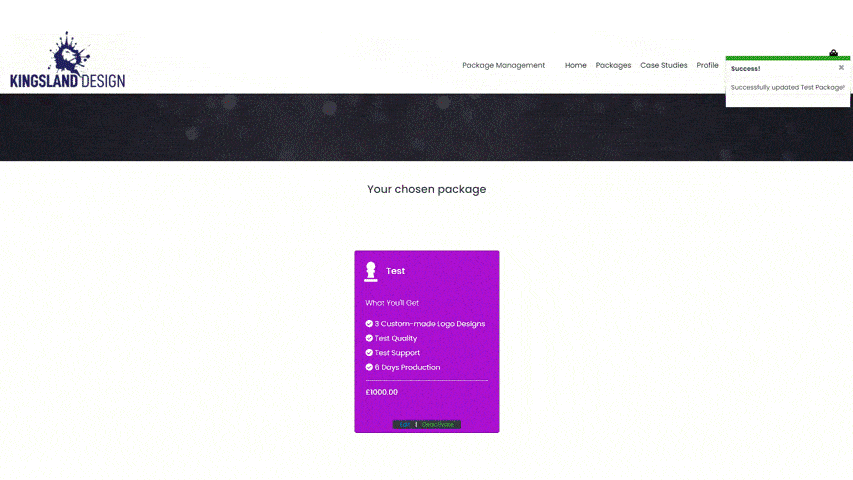 KINGSLAND DESIGN
Package Management Home Packages Case Studies Profile
Success! ×
Successfully updated Test Package!
Your chosen package
Test
What You'll Get
3 Custom-made Logo Designs
Test Quality
Test Support
6 Days Production
£1000.00
Edit | Deactivate